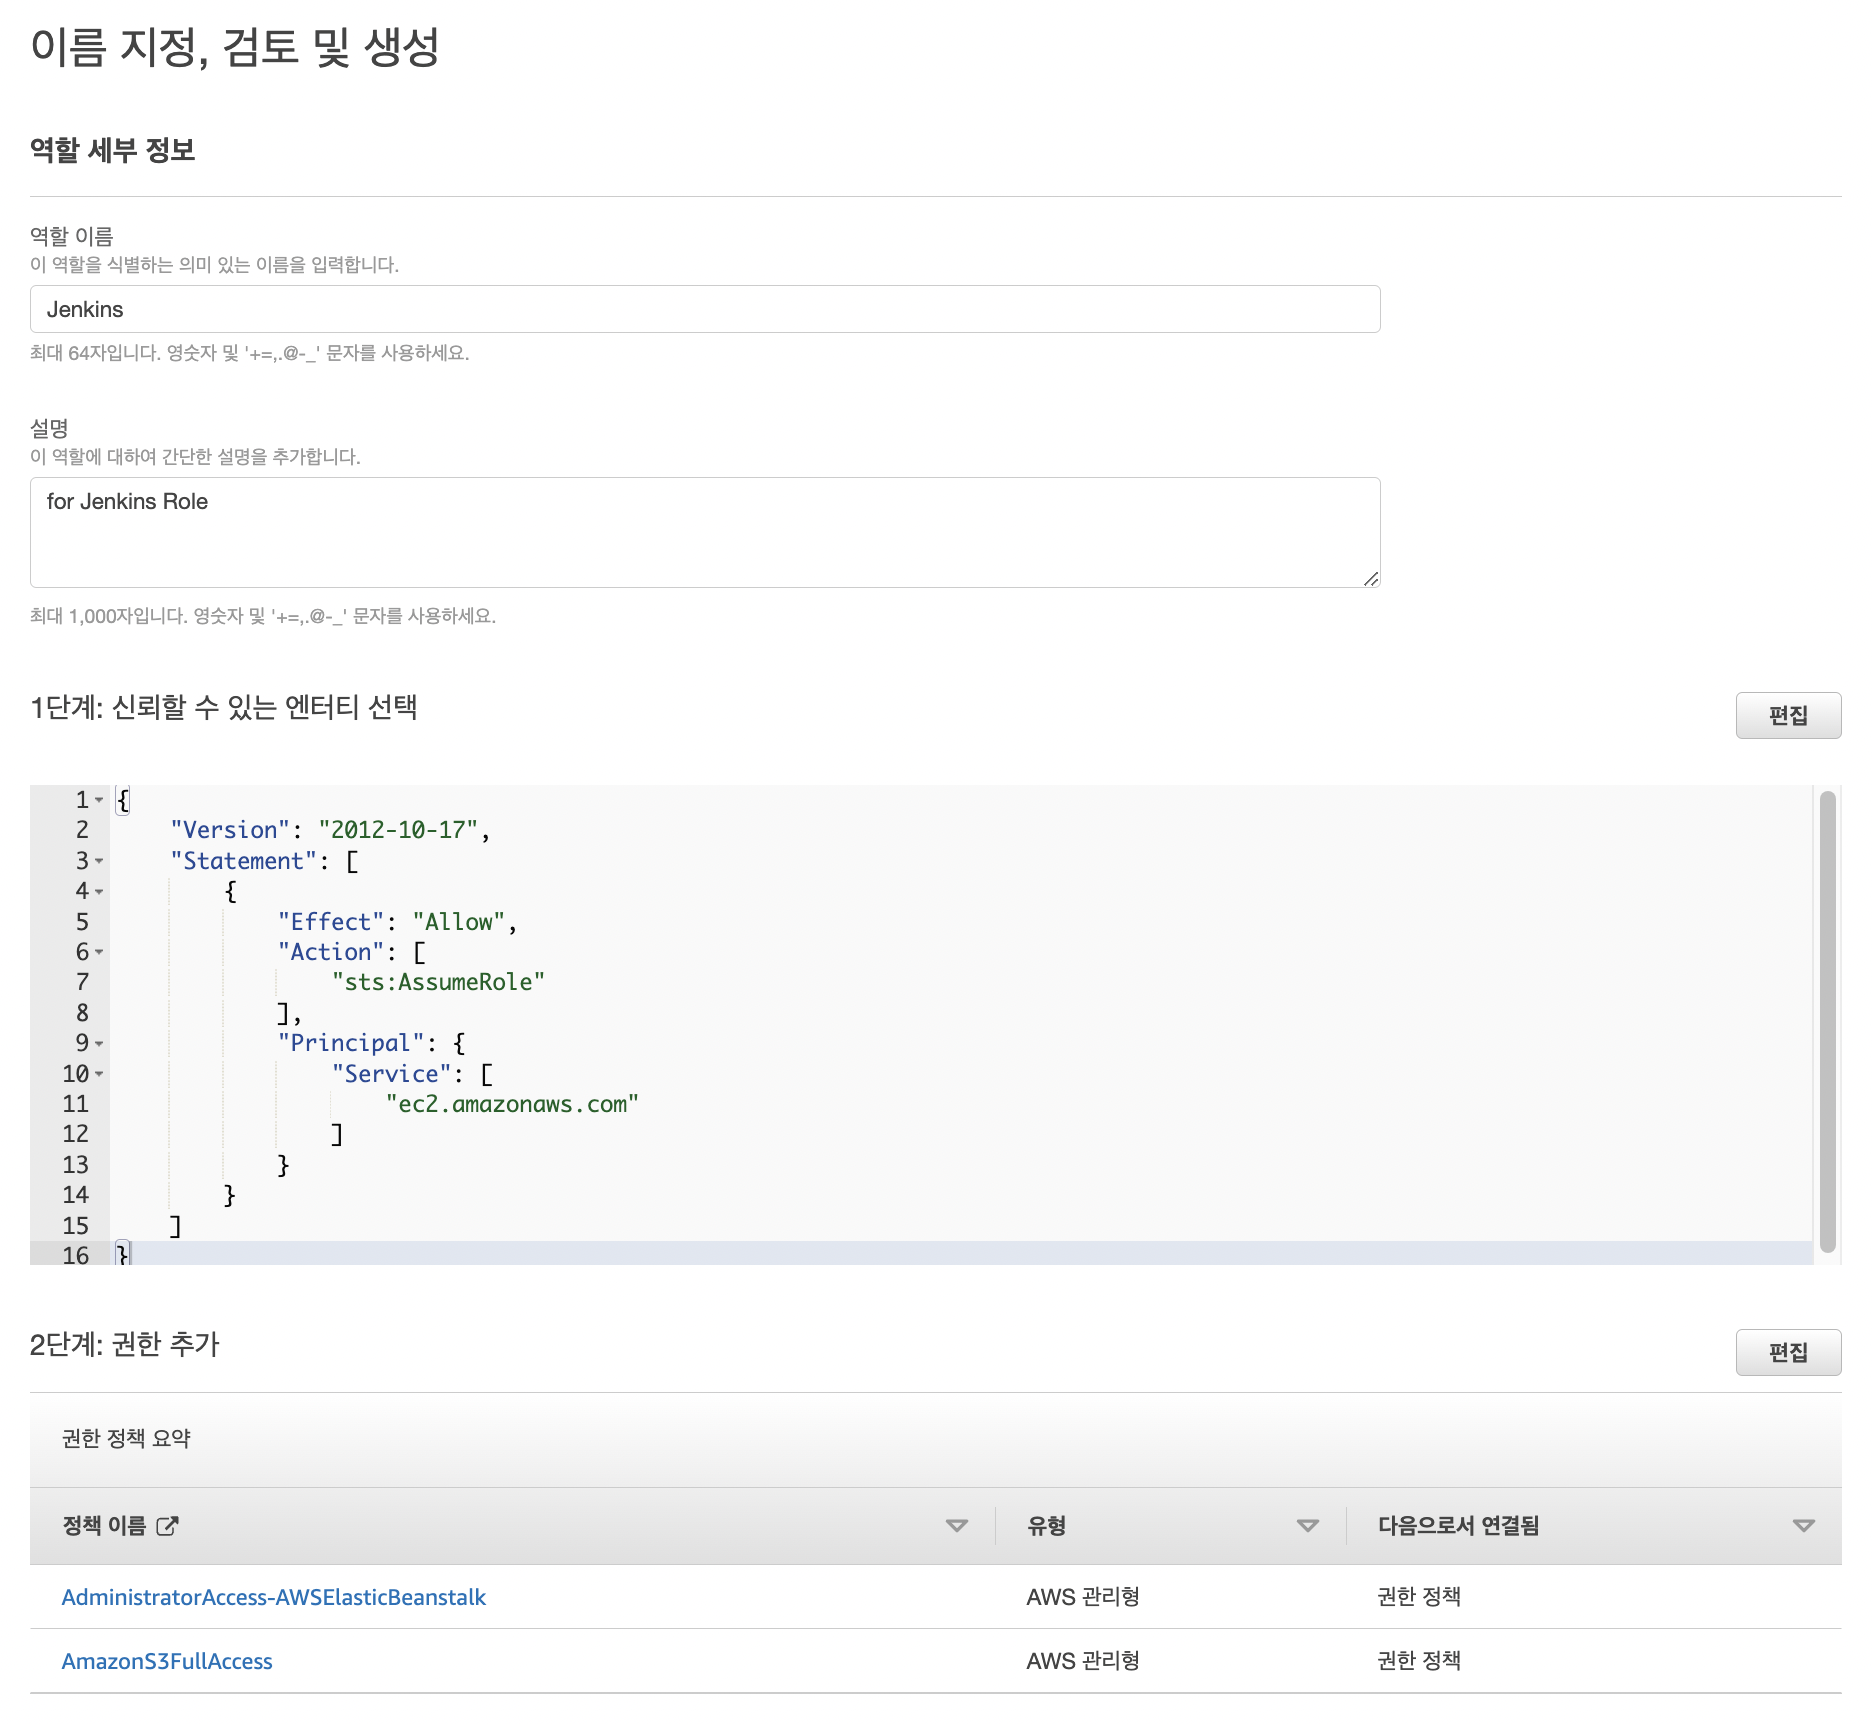 이름 지정, 검토 및 생성
역할 세부 정보
역할 이름
이 역할을 식별하는 의미 있는 이름을 입력합니다.
Jenkins
최대 64자입니다. 영숫자 및 '+=,.@-_' 문자를 사용하세요.
설명
이 역할에 대하여 간단한 설명을 추가합니다.
for Jenkins Role
최대 1,000자입니다. 영숫자 및 '+=,.@-_' 문자를 사용하세요.
1단계: 신뢰할 수 있는 엔터티 선택
편집
1 {
2     "Version": "2012-10-17",
3     "Statement": [
4         {
5             "Effect": "Allow",
6             "Action": [
7                 "sts:AssumeRole"
8             ],
9             "Principal": {
10                 "Service": [
11                     "ec2.amazonaws.com"
12                 ]
13             }
14         }
15     ]
16 }
2단계: 권한 추가
편집
권한 정책 요약
정책 이름 유형 다음으로서 연결됨
AdministratorAccess-AWSElasticBeanstalk AWS 관리형 권한 정책
AmazonS3FullAccess AWS 관리형 권한 정책